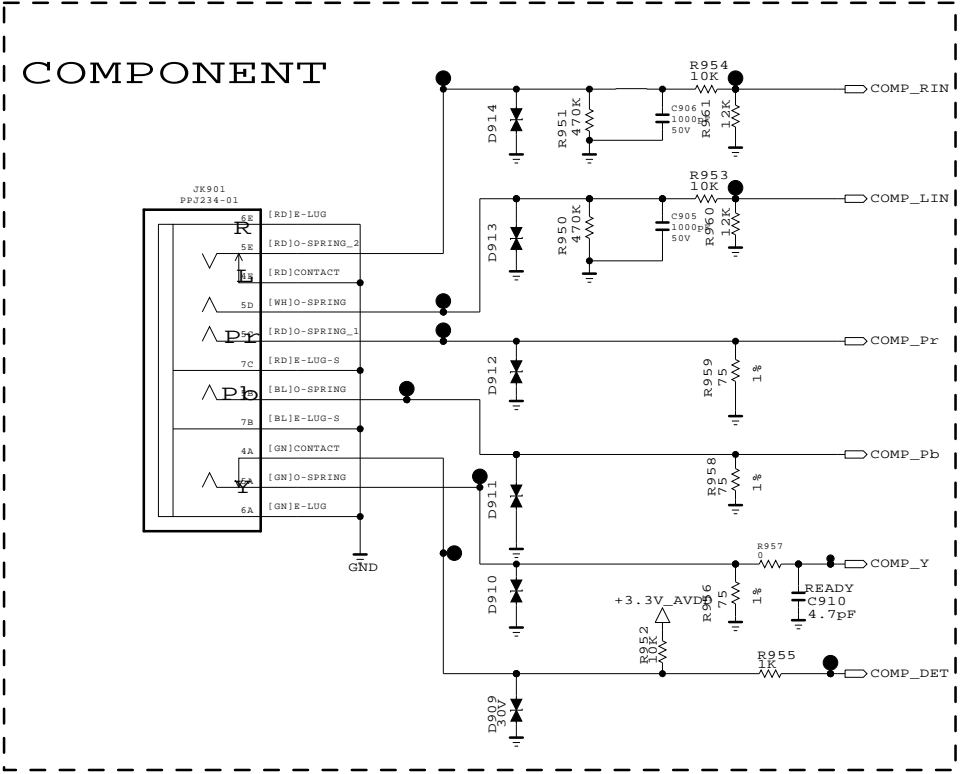 COMPONENT
R954
10K
COMP_RIN
D914
R951
470K
C906
1000p
50V
R961
12K
R953
10K
COMP_LIN
D913
R950
470K
C905
1000p
50V
R960
12K
JK901
PPJ234-01
6E
[RD]E-LUG
R
5E
[RD]O-SPRING_2
4E
[RD]CONTACT
L
5D
[WH]O-SPRING
5C
[RD]O-SPRING_1
Pr
7C
[RD]E-LUG-S
5B
[BL]O-SPRING
Pb
7B
[BL]E-LUG-S
4A
[GN]CONTACT
5A
[GN]O-SPRING
Y
6A
[GN]E-LUG
GND
COMP_Pr
D912
R959
75
1%
COMP_Pb
D911
R958
75
1%
R957
0
COMP_Y
D910
R956
75
1%
READY
C910
4.7pF
+3.3V_AVDD
R952
10K
R955
1K
COMP_DET
D909
30V